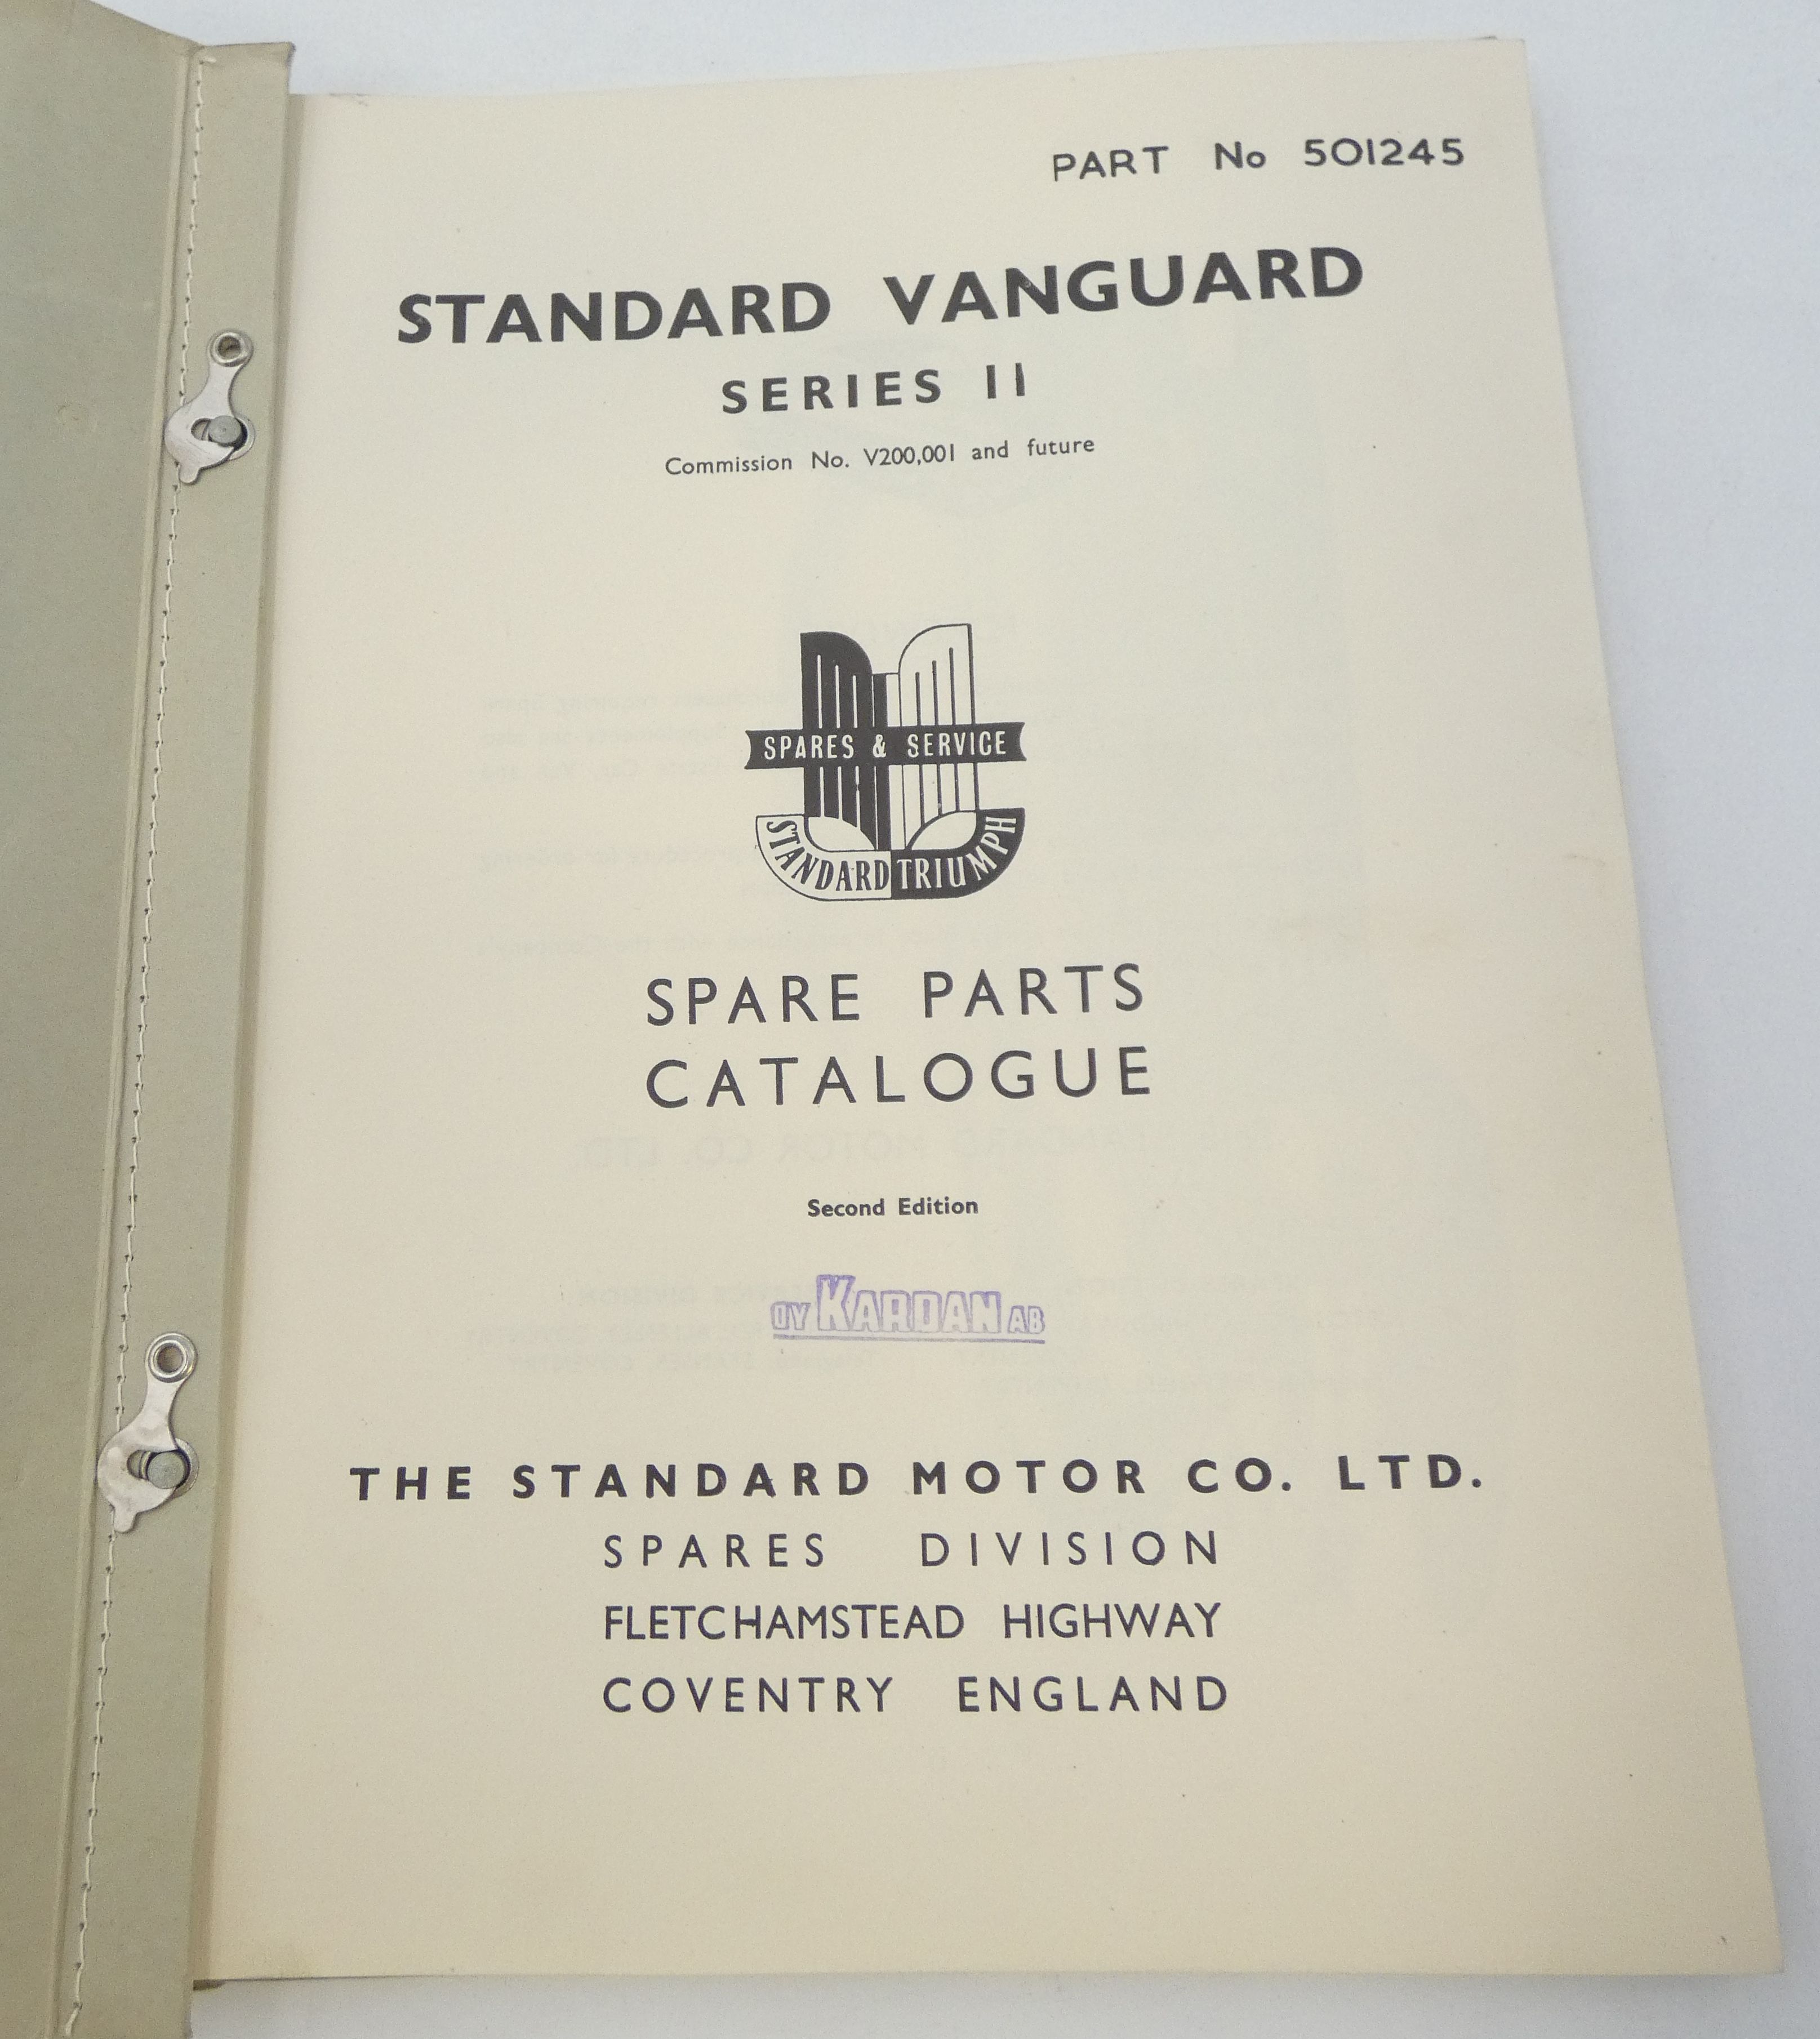 PART No 501245
STANDARD VANGUARD
SERIES II
Commission No. V200,001 and future
SPARES & SERVICE
STANDARD TRIUMPH
SPARE PARTS
CATALOGUE
Second Edition
OY KARDAN AB
THE STANDARD MOTOR CO. LTD.
SPARES DIVISION
FLETCHAMSTEAD HIGHWAY
COVENTRY ENGLAND